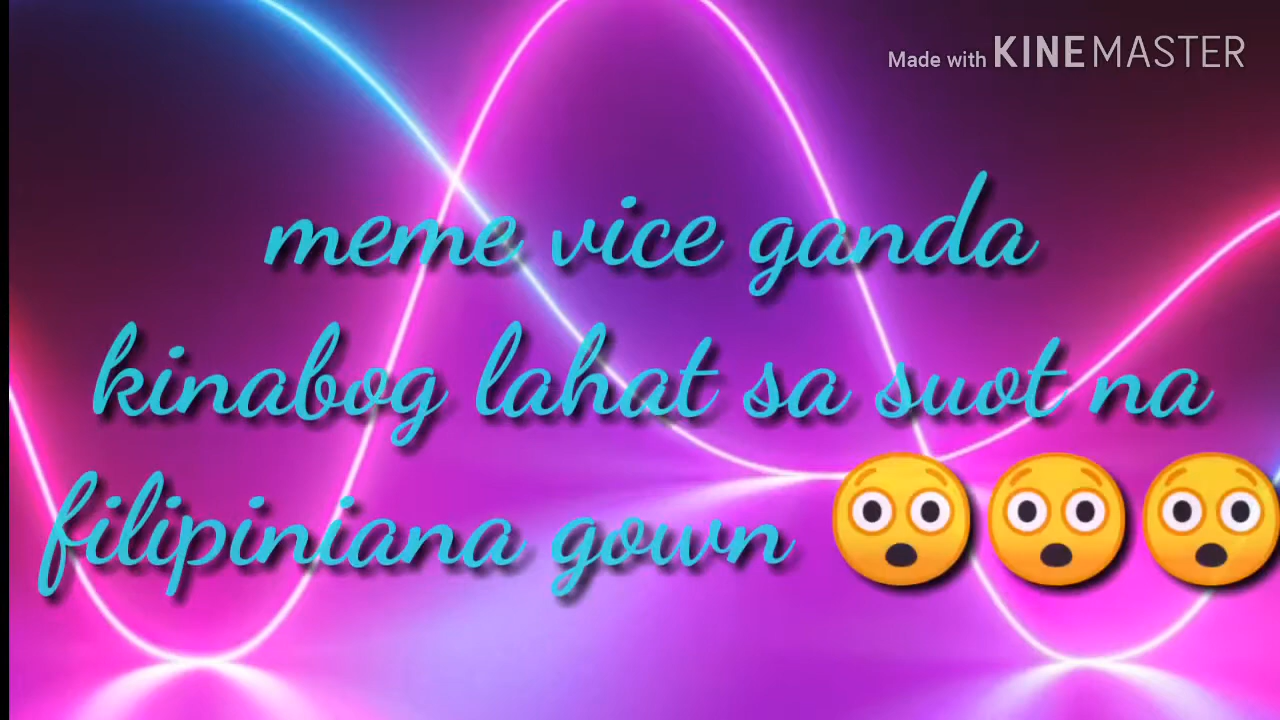 Made with KINEMASTER
meme vice ganda
kinabog lahat sa suot na
filipiniana gown 😲😲😲